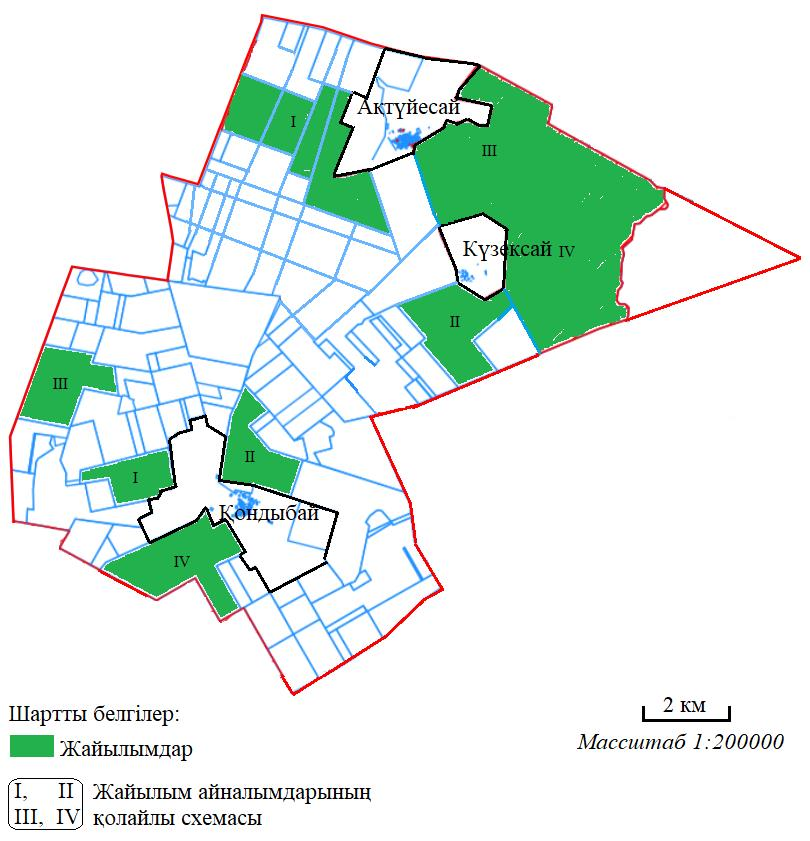 Ақтүйесай
I
III
Күзексай IV
II
III
II
I
Қондыбай
IV
2 км
Масштаб 1:200000
Шартты белгілер:
Жайылымдар
I, II
III, IV
Жайылым айналымдарының
қолайлы схемасы